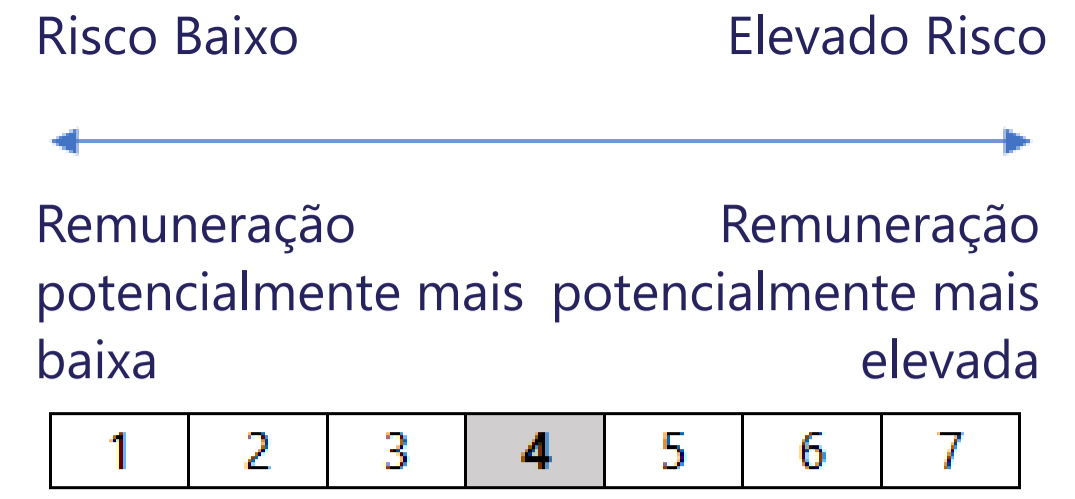 Risco Baixo Elevado Risco
Remuneração Remuneração
potencialmente mais potencialmente mais
baixa elevada
1 2 3 4 5 6 7